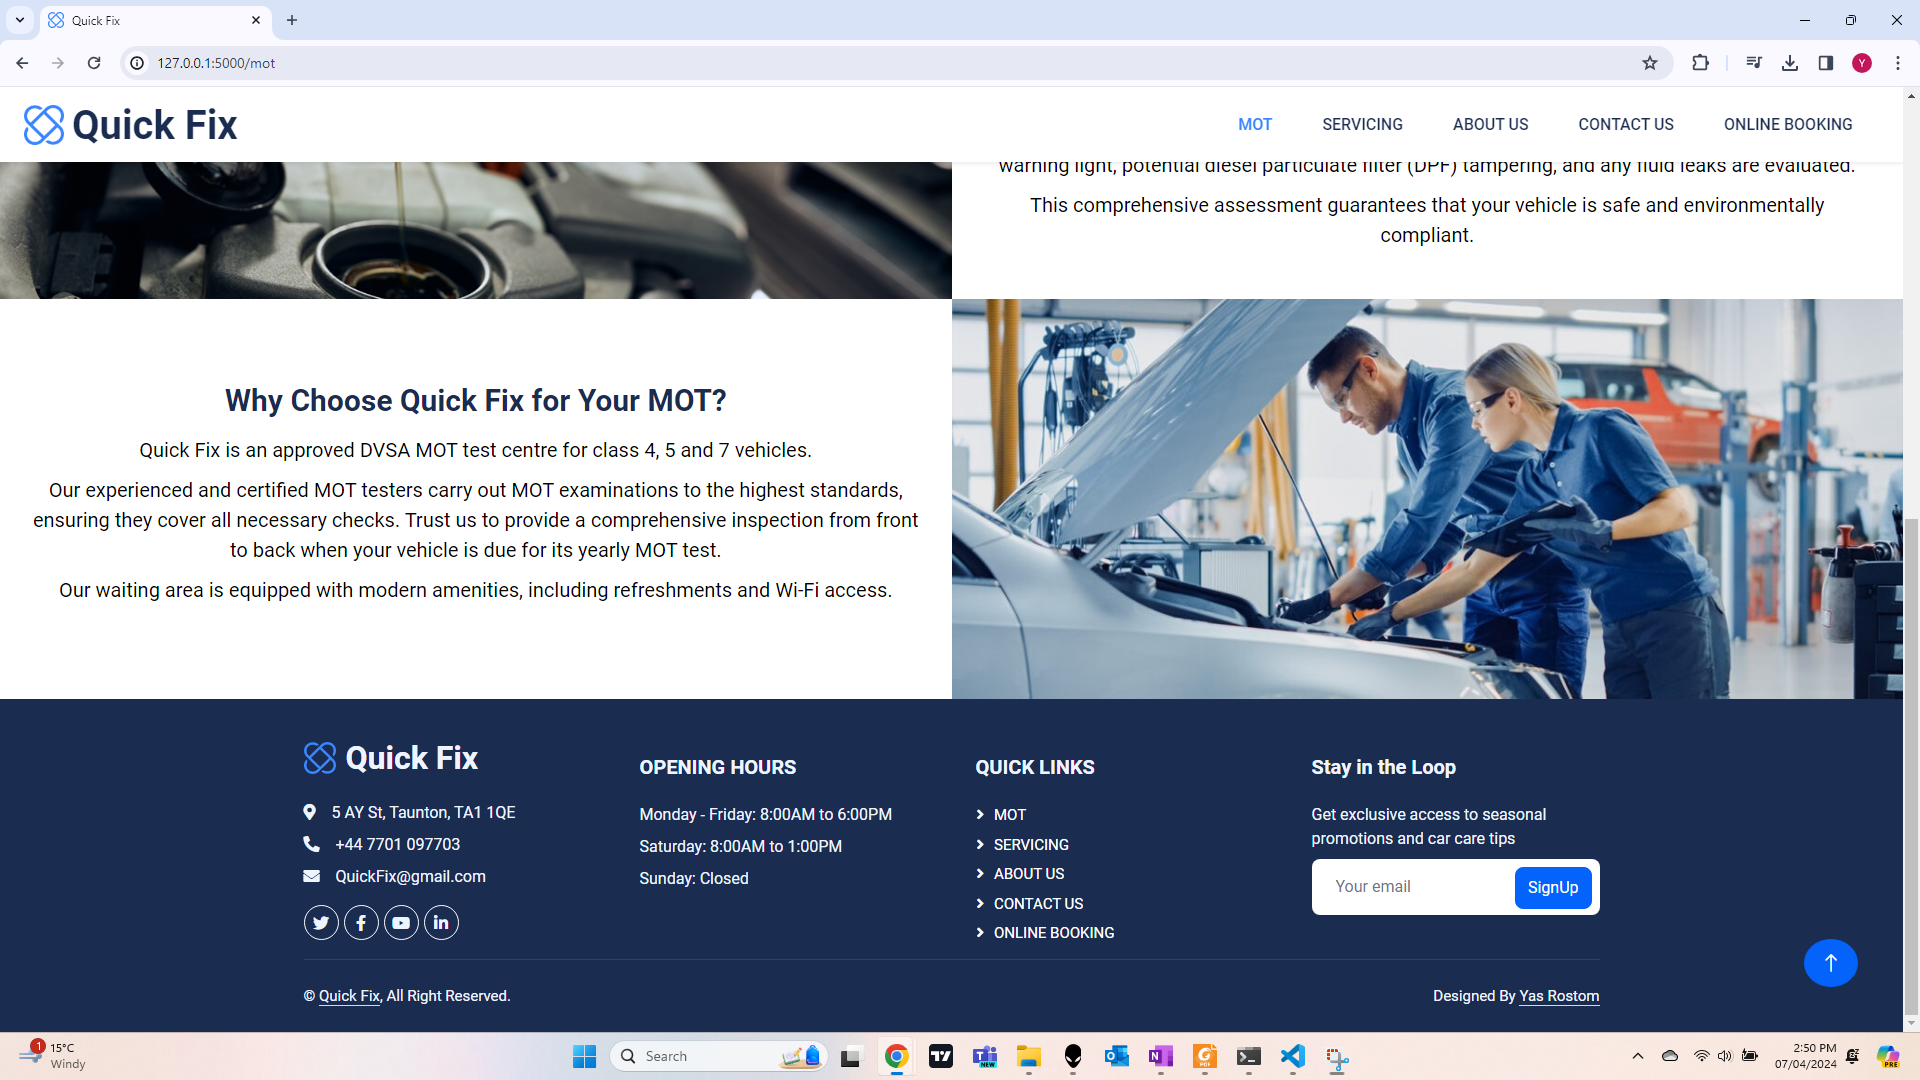 Quick Fix
127.0.0.1:5000/mot
Y
Quick Fix
MOT
SERVICING
ABOUT US
CONTACT US
ONLINE BOOKING
warning light, potential diesel particulate filter (DPF) tampering, and any fluid leaks are evaluated.
This comprehensive assessment guarantees that your vehicle is safe and environmentally
compliant.
Why Choose Quick Fix for Your MOT?
Quick Fix is an approved DVSA MOT test centre for class 4, 5 and 7 vehicles.
Our experienced and certified MOT testers carry out MOT examinations to the highest standards,
ensuring they cover all necessary checks. Trust us to provide a comprehensive inspection from front
to back when your vehicle is due for its yearly MOT test.
Our waiting area is equipped with modern amenities, including refreshments and Wi-Fi access.
Quick Fix
5 AY St, Taunton, TA1 1QE
+44 7701 097703
QuickFix@gmail.com
OPENING HOURS
Monday - Friday: 8:00AM to 6:00PM
Saturday: 8:00AM to 1:00PM
Sunday: Closed
QUICK LINKS
MOT
SERVICING
ABOUT US
CONTACT US
ONLINE BOOKING
Stay in the Loop
Get exclusive access to seasonal
promotions and car care tips
Your email
SignUp
© Quick Fix, All Right Reserved.
Designed By Yas Rostom
1
15°C
Windy
Search
NEW
PDF
2:50 PM
07/04/2024
PRE